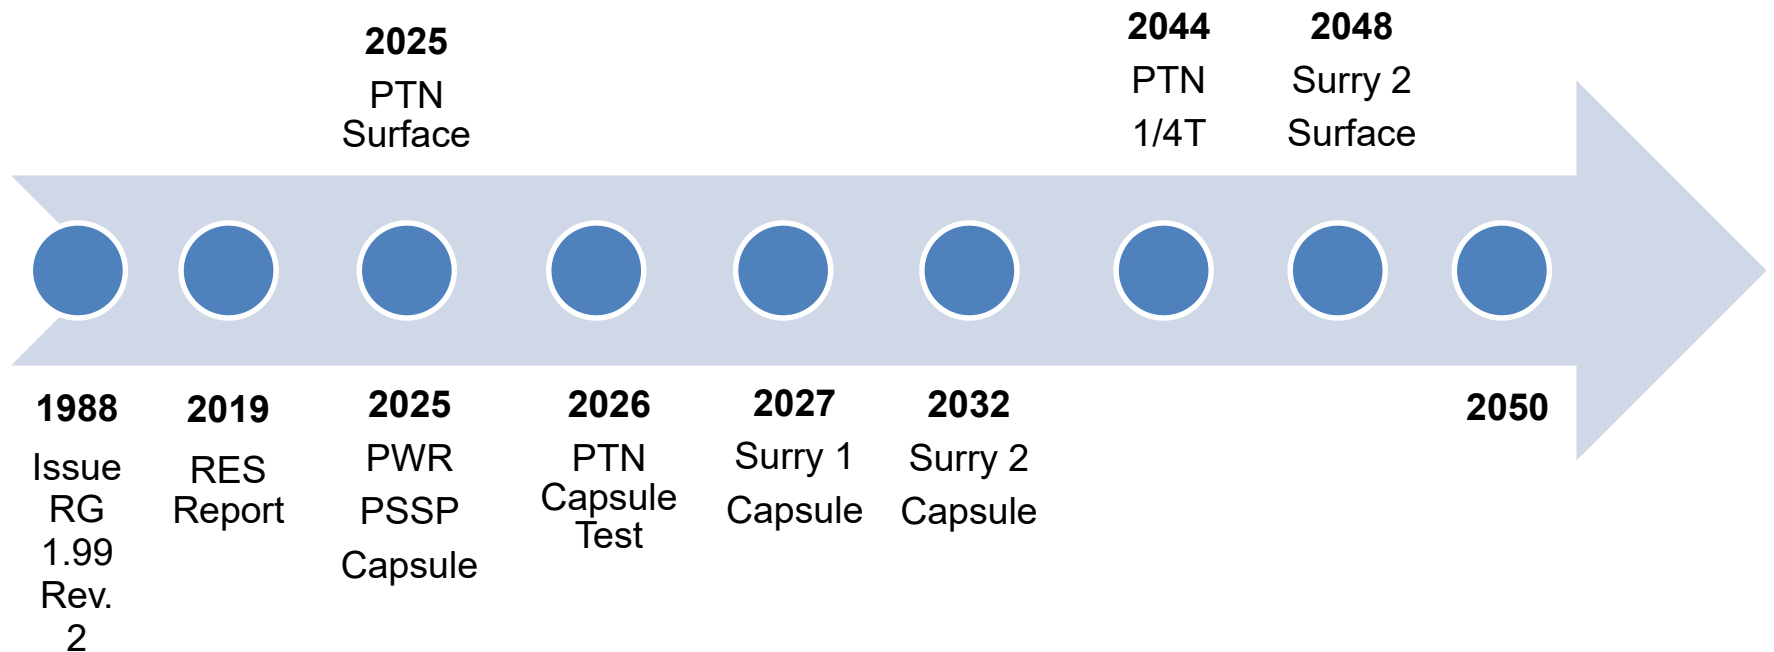 2025
PTN
Surface
2044
PTN
1/4T
2048
Surry 2
Surface
1988
Issue
RG
1.99
Rev.
2
2019
RES
Report
2025
PWR
PSSP
Capsule
2026
PTN
Capsule
Test
2027
Surry 1
Capsule
2032
Surry 2
Capsule
2050